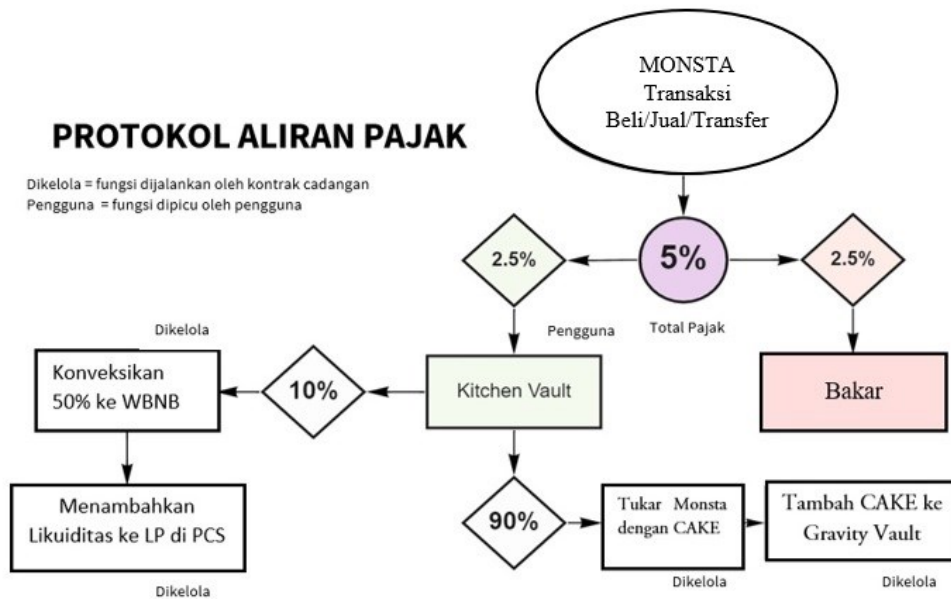 MONSTA
Transaksi
Beli/Jual/Transfer
PROTOKOL ALIRAN PAJAK
Dikelola = fungsi dijalankan oleh kontrak cadangan
Pengguna = fungsi dipicu oleh pengguna
2.5%
5%
2.5%
Total Pajak
Pengguna
Dikelola
Konveksikan
50% ke WBNB
10%
Kitchen Vault
Bakar
Menambahkan
Likuiditas ke LP di PCS
Dikelola
90%
Tukar Monsta
dengan CAKE
Dikelola
Tambah CAKE ke
Gravity Vault
Dikelola